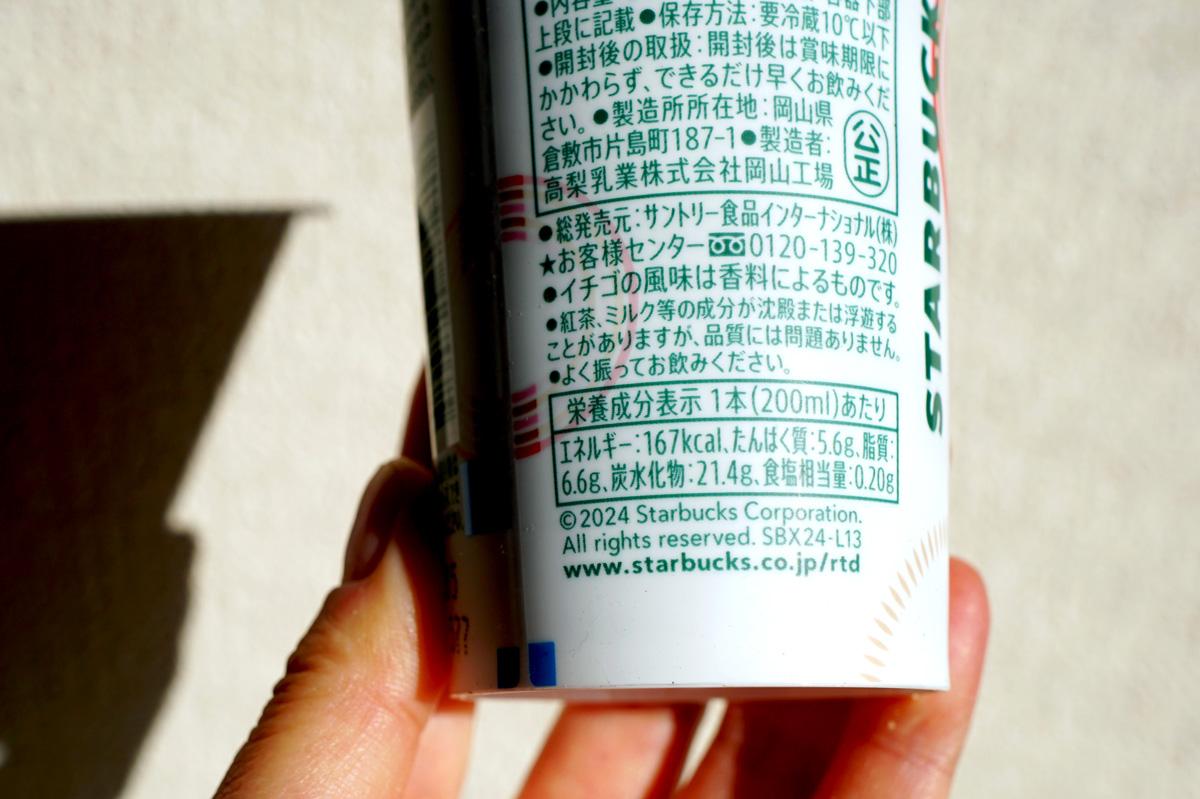 ●内容量
上段に記載●保存方法:要冷蔵10℃以下
●開封後の取扱:開封後は賞味期限に
かかわらず、できるだけ早くお飲みくだ
さい。●製造所所在地:岡山県
倉敷市片島町187-1●製造者:
高梨乳業株式会社岡山工場
公正
●総発売元:サントリー食品インターナショナル(株)
★お客様センター 0120-139-320
●イチゴの風味は香料によるものです。
●紅茶、ミルク等の成分が沈殿または浮遊する
ことがありますが、品質には問題ありません。
●よく振ってお飲みください。
栄養成分表示 1本(200ml)あたり
エネルギー:167kcal、たんぱく質:5.6g、脂質:
6.6g、炭水化物:21.4g、食塩相当量:0.20g
©2024 Starbucks Corporation.
All rights reserved. SBX24-L13
www.starbucks.co.jp/rtd
STARBUCK